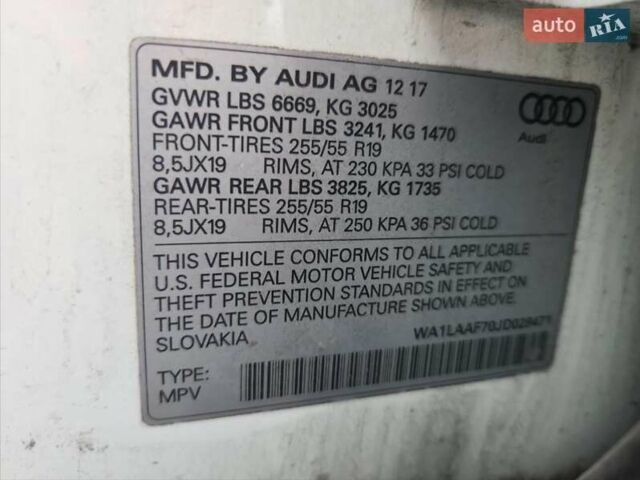 auto RIA .com
MFD. BY AUDI AG 12 17
GVWR LBS 6669, KG 3025
GAWR FRONT LBS 3241, KG 1470
FRONT-TIRES 255/55 R19
8,5JX19 RIMS, AT 230 KPA 33 PSI COLD
GAWR REAR LBS 3825, KG 1735
REAR-TIRES 255/55 R19
8,5JX19 RIMS, AT 250 KPA 36 PSI COLD
Audi
THIS VEHICLE CONFORMS TO ALL APPLICABLE
U.S. FEDERAL MOTOR VEHICLE SAFETY AND
THEFT PREVENTION STANDARDS IN EFFECT ON
THE DATE OF MANUFACTURE SHOWN ABOVE.
SLOVAKIA WA1LAAF70JD029471
TYPE:
MPV